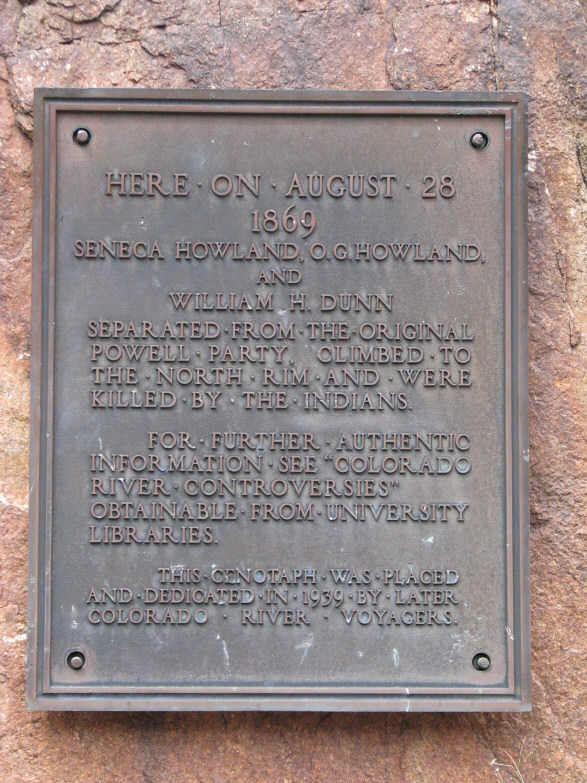 HERE · ON · AUGUST · 28
1869
SENECA HOWLAND, O.G. HOWLAND,
AND
WILLIAM H. DUNN
SEPARATED · FROM · THE · ORIGINAL
POWELL · PARTY, CLIMBED · TO
THE · NORTH · RIM · AND · WERE
KILLED · BY · THE · INDIANS.
FOR · FURTHER · AUTHENTIC
INFORMATION · SEE "COLORADO
RIVER · CONTROVERSIES"
OBTAINABLE · FROM · UNIVERSITY
LIBRARIES.
THIS · CENOTAPH · WAS · PLACED
AND · DEDICATED · IN · 1939 · BY · LATER
COLORADO · RIVER · VOYAGERS.